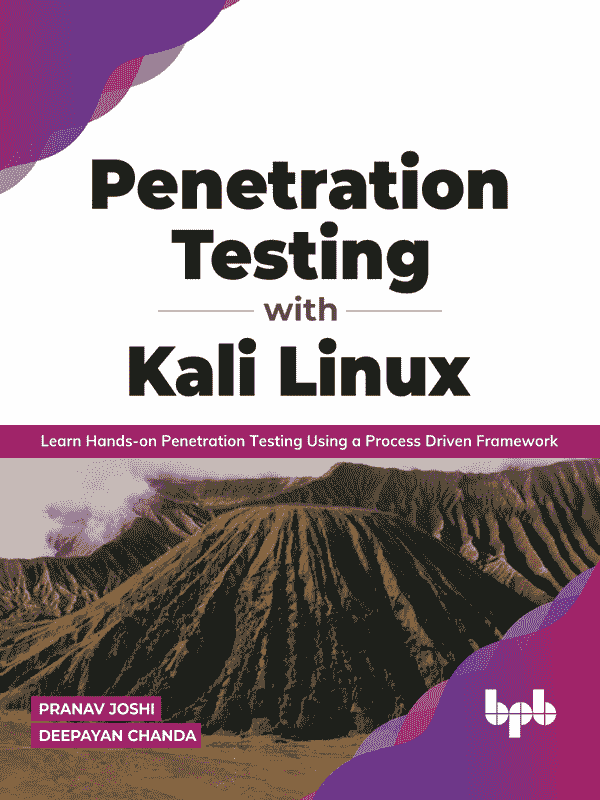 Penetration
Testing
with
Kali Linux
Learn Hands-on Penetration Testing Using a Process Driven Framework
PRANAV JOSHI
DEEPAYAN CHANDA
bpb